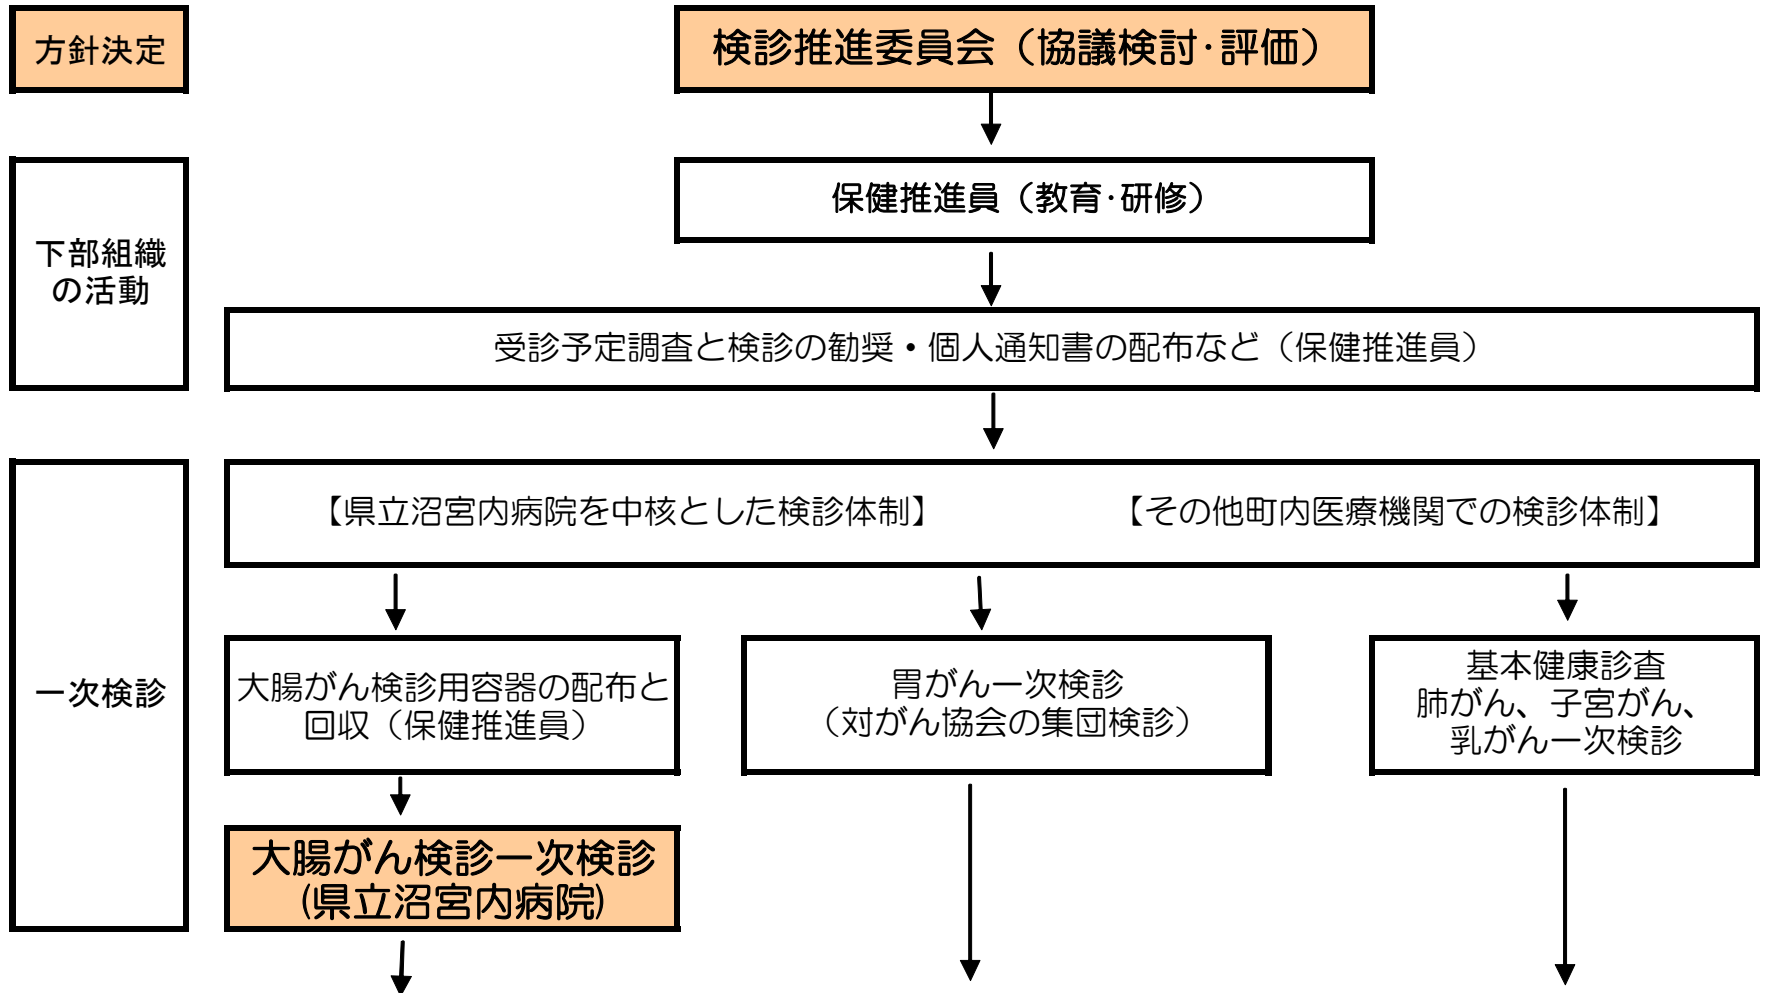 方針決定
検診推進委員会（協議検討・評価）
保健推進員（教育・研修）
下部組織
の活動
受診予定調査と検診の勧奨・個人通知書の配布など（保健推進員）
【県立沼宮内病院を中核とした検診体制】
【その他町内医療機関での検診体制】
一次検診
大腸がん検診用容器の配布と
回収（保健推進員）
胃がん一次検診
（対がん協会の集団検診）
基本健康診査
肺がん、子宮がん、
乳がん一次検診
大腸がん検診一次検診
(県立沼宮内病院)